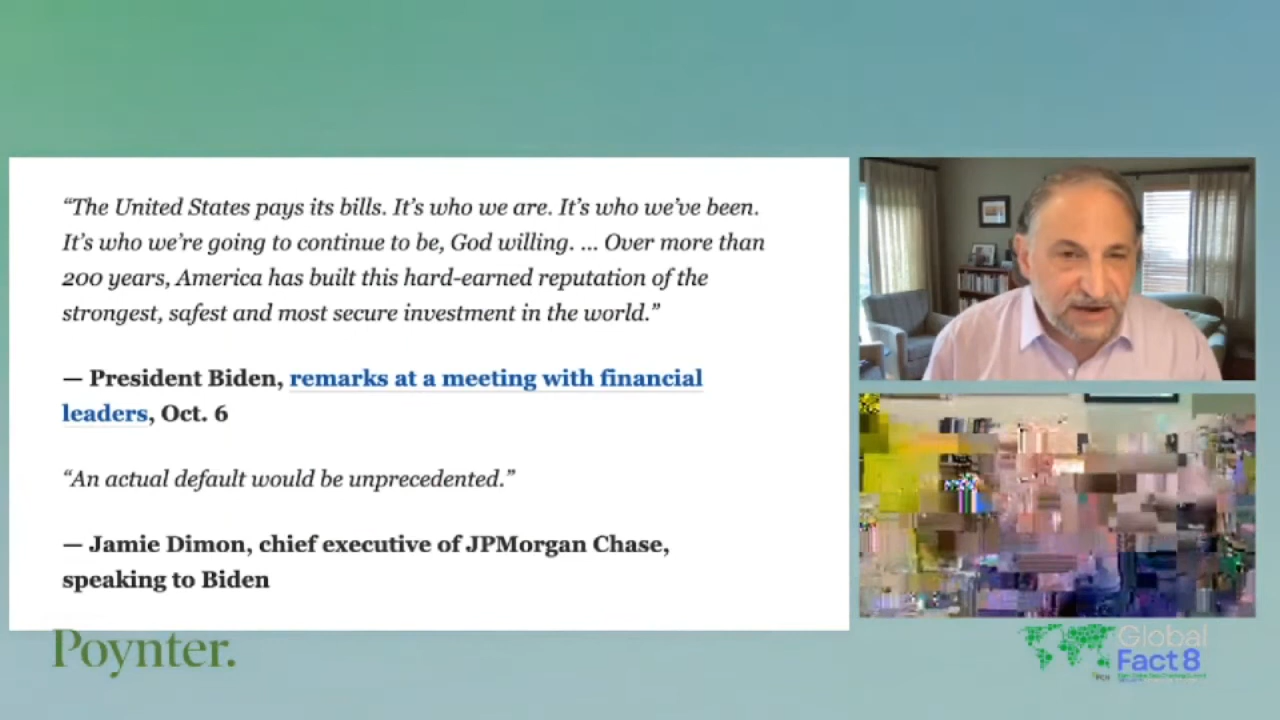 “The United States pays its bills. It’s who we are. It’s who we’ve been.
It’s who we’re going to continue to be, God willing. ... Over more than
200 years, America has built this hard-earned reputation of the
strongest, safest and most secure investment in the world.”
— President Biden, remarks at a meeting with financial
leaders, Oct. 6
“An actual default would be unprecedented.”
— Jamie Dimon, chief executive of JPMorgan Chase,
speaking to Biden
Poynter.
Global
Fact 8